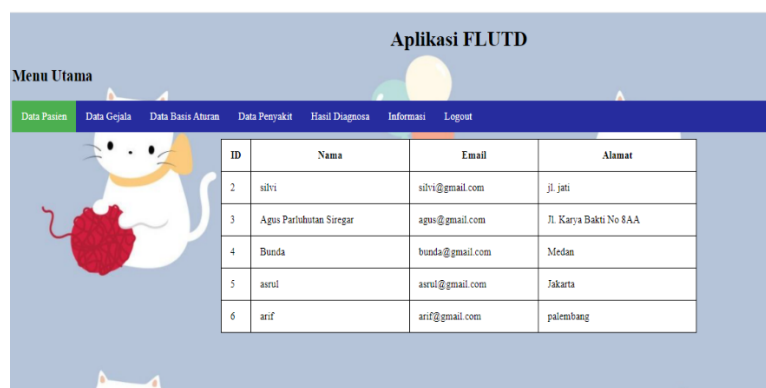 Aplikasi FLUTD
Menu Utama
Data Pasien Data Gejala Data Basis Aturan Data Penyakit Hasil Diagnosa Informasi Logout
ID Nama Email Alamat
2 silvi silvi@gmail.com jl. jati
3 Agus Parluhutan Siregar agus@gmail.com Jl. Karya Bakti No 8AA
4 Bunda bunda@gmail.com Medan
5 asrul asrul@gmail.com Jakarta
6 arif arif@gmail.com palembang